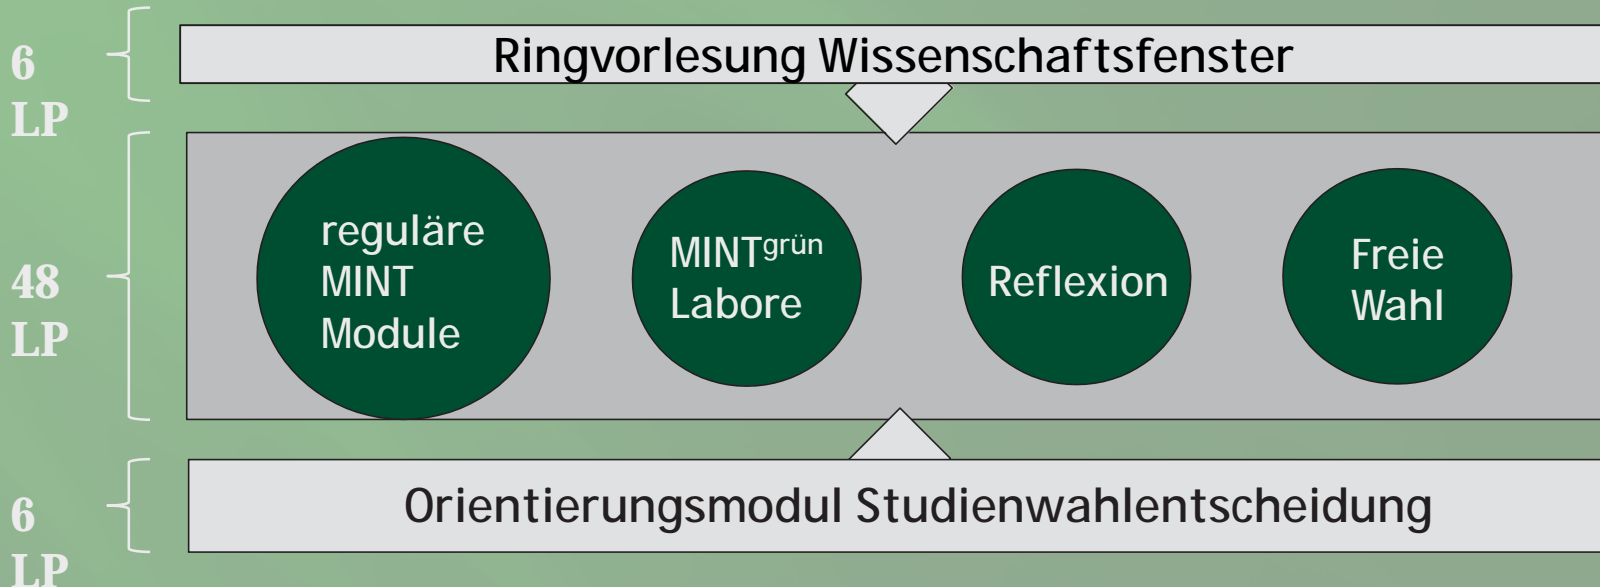 6
LP
Ringvorlesung Wissenschaftsfenster
48
LP
reguläre
MINT
Module
MINTgrün
Labore
Reflexion
Freie
Wahl
6
LP
Orientierungsmodul Studienwahlentscheidung